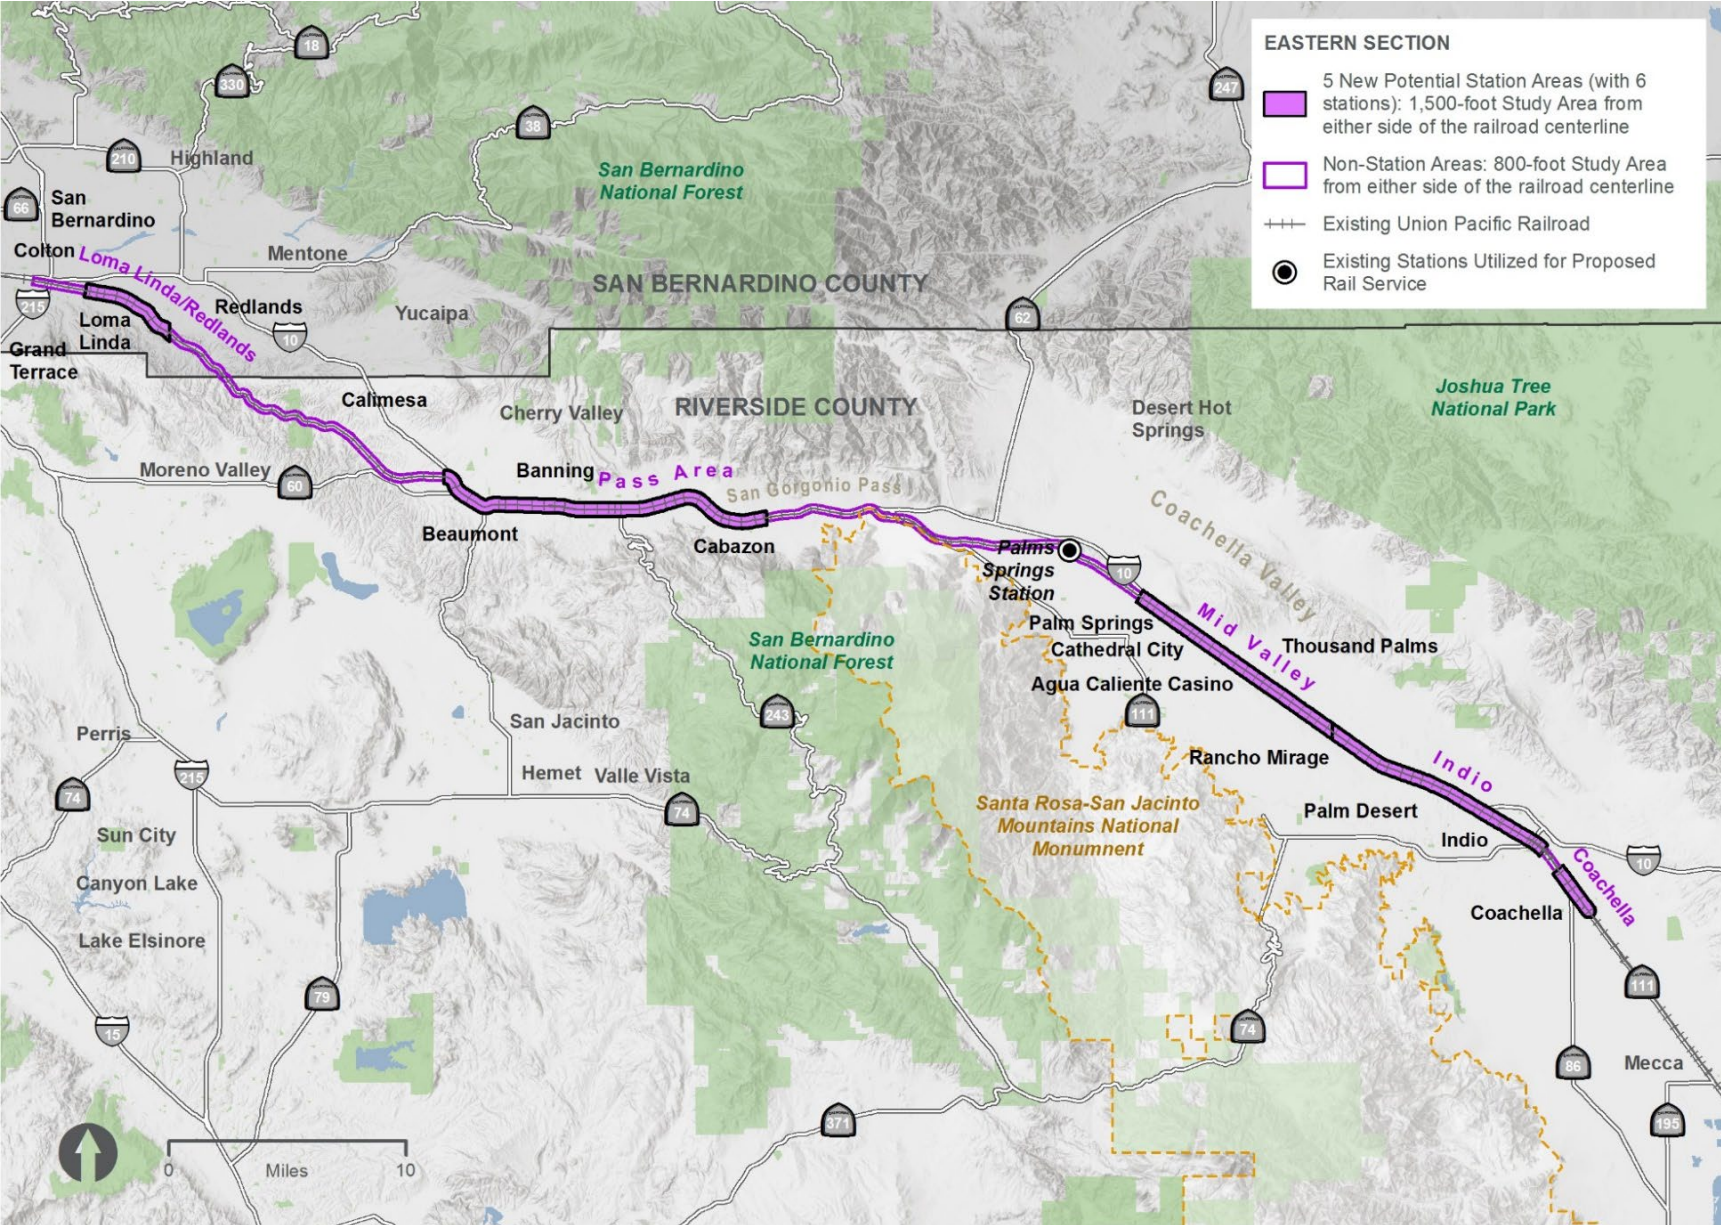 EASTERN SECTION
5 New Potential Station Areas (with 6
stations): 1,500-foot Study Area from
either side of the railroad centerline
Non-Station Areas: 800-foot Study Area
from either side of the railroad centerline
Existing Union Pacific Railroad
Existing Stations Utilized for Proposed
Rail Service
18
330
38
247
210
Highland
San Bernardino
National Forest
66
San
Bernardino
Colton
Loma Linda/Redlands
Mentone
SAN BERNARDINO COUNTY
215
Redlands
Yucaipa
62
Loma
Linda
10
Grand
Terrace
Calimesa
Cherry Valley
RIVERSIDE COUNTY
Desert Hot
Springs
Joshua Tree
National Park
Moreno Valley
60
Banning
Pass Area
San Gorgonio Pass
Coachella Valley
Beaumont
Cabazon
Palms
Springs
Station
10
Palm Springs
Mid Valley
Thousand Palms
San Bernardino
National Forest
Cathedral City
Agua Caliente Casino
243
111
San Jacinto
Perris
Rancho Mirage
Indio
215
Hemet
Valle Vista
74
74
Santa Rosa-San Jacinto
Mountains National
Monumnent
Palm Desert
Sun City
Indio
10
Canyon Lake
Coachella
Coachella
Lake Elsinore
79
111
15
74
86
Mecca
371
195
0
Miles
10